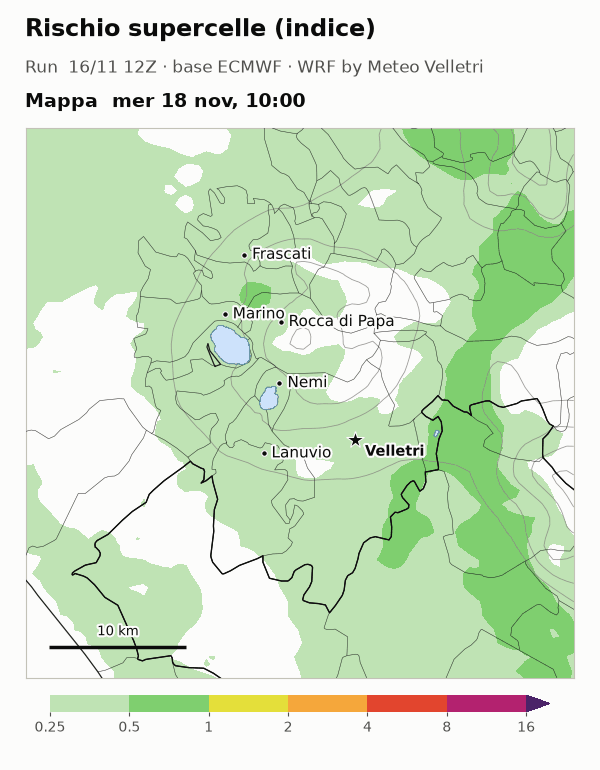 Rischio supercelle (indice)
Run  16/11 12Z · base ECMWF · WRF by Meteo Velletri
Mappa  mer 18 nov, 10:00
Frascati
Marino
Rocca di Papa
Nemi
Velletri
Lanuvio
10 km
0.25 0.5 1 2 4 8 16